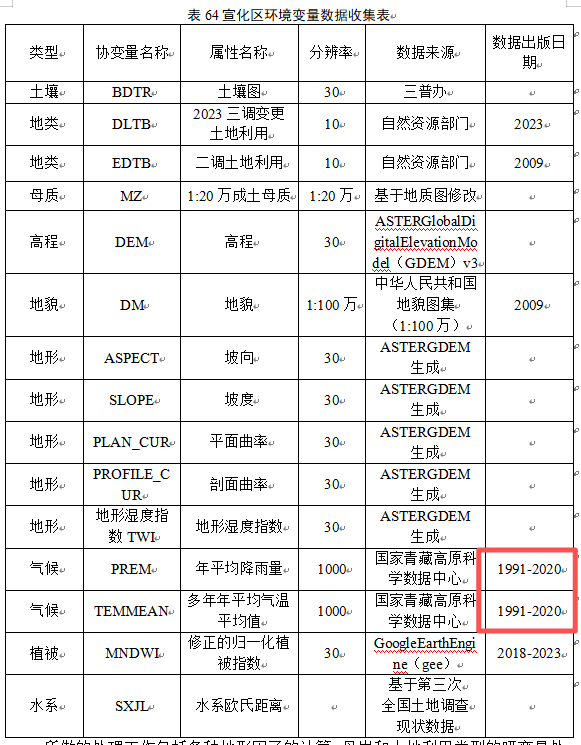 表 64 宣化区环境变量数据收集表
类型 协变量名称 属性名称 分辨率 数据来源 数据出版日
期
土壤 BDTR 土壤图 30 三普办
地类 DLTB 2023 三调变更
土地利用 10 自然资源部门 2023
地类 EDTB 二调土地利用 10 自然资源部门 2009
母质 MZ 1:20 万成土母质 1:20 万 基于地质图修改
高程 DEM 高程 30 ASTERGlobalDi
gitalElevationMo
del（GDEM）v3
地貌 DM 地貌 1:100 万 中华人民共和国
地貌图集
（1:100 万） 2009
地形 ASPECT 坡向 30 ASTERGDEM
生成
地形 SLOPE 坡度 30 ASTERGDEM
生成
地形 PLAN_CUR 平面曲率 30 ASTERGDEM
生成
地形 PROFILE_C
UR 剖面曲率 30 ASTERGDEM
生成
地形 地形湿度指
数 TWI 地形湿度指数 30 ASTERGDEM
生成
气候 PREM 年平均降雨量 1000 国家青藏高原科
学数据中心 1991-2020
气候 TEMMEAN 多年年平均气温
平均值 1000 国家青藏高原科
学数据中心 1991-2020
植被 MNDWI 修正的归一化植
被指数 30 GoogleEarthEngi
ne（gee） 2018-2023
水系 SXJL 水系欧氏距离 基于第三次
全国土地调查
现状数据